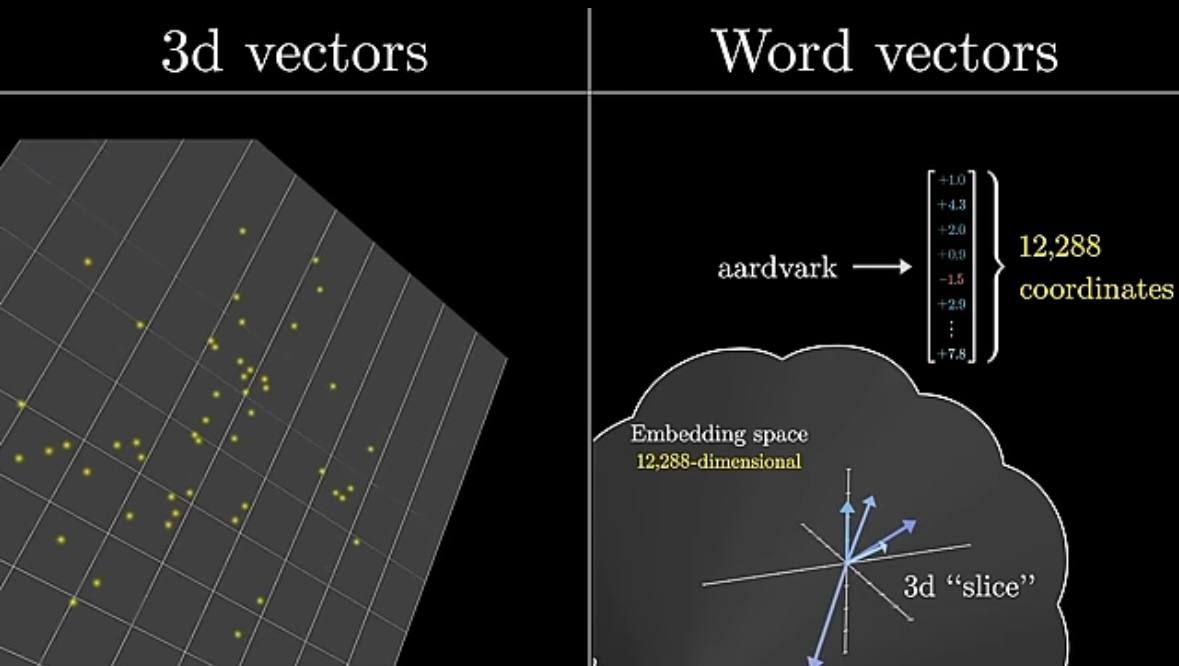 3d vectors
Word vectors
aardvark
+1.0
+4.3
+2.0
+0.9
−1.5
+2.9
⋮
+7.8
12,288
coordinates
Embedding space
12,288-dimensional
3d “slice”